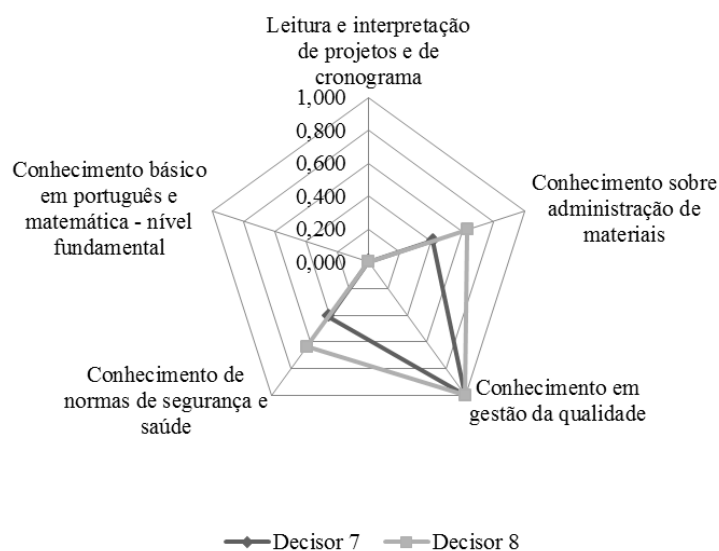 Leitura e interpretação
de projetos e de
cronograma
1,000
0,800
0,600
0,400
0,200
0,000
Conhecimento sobre
administração de
materiais
Conhecimento em
gestão da qualidade
Conhecimento de
normas de segurança e
saúde
Conhecimento básico
em português e
matemática - nível
fundamental
Decisor 7
Decisor 8